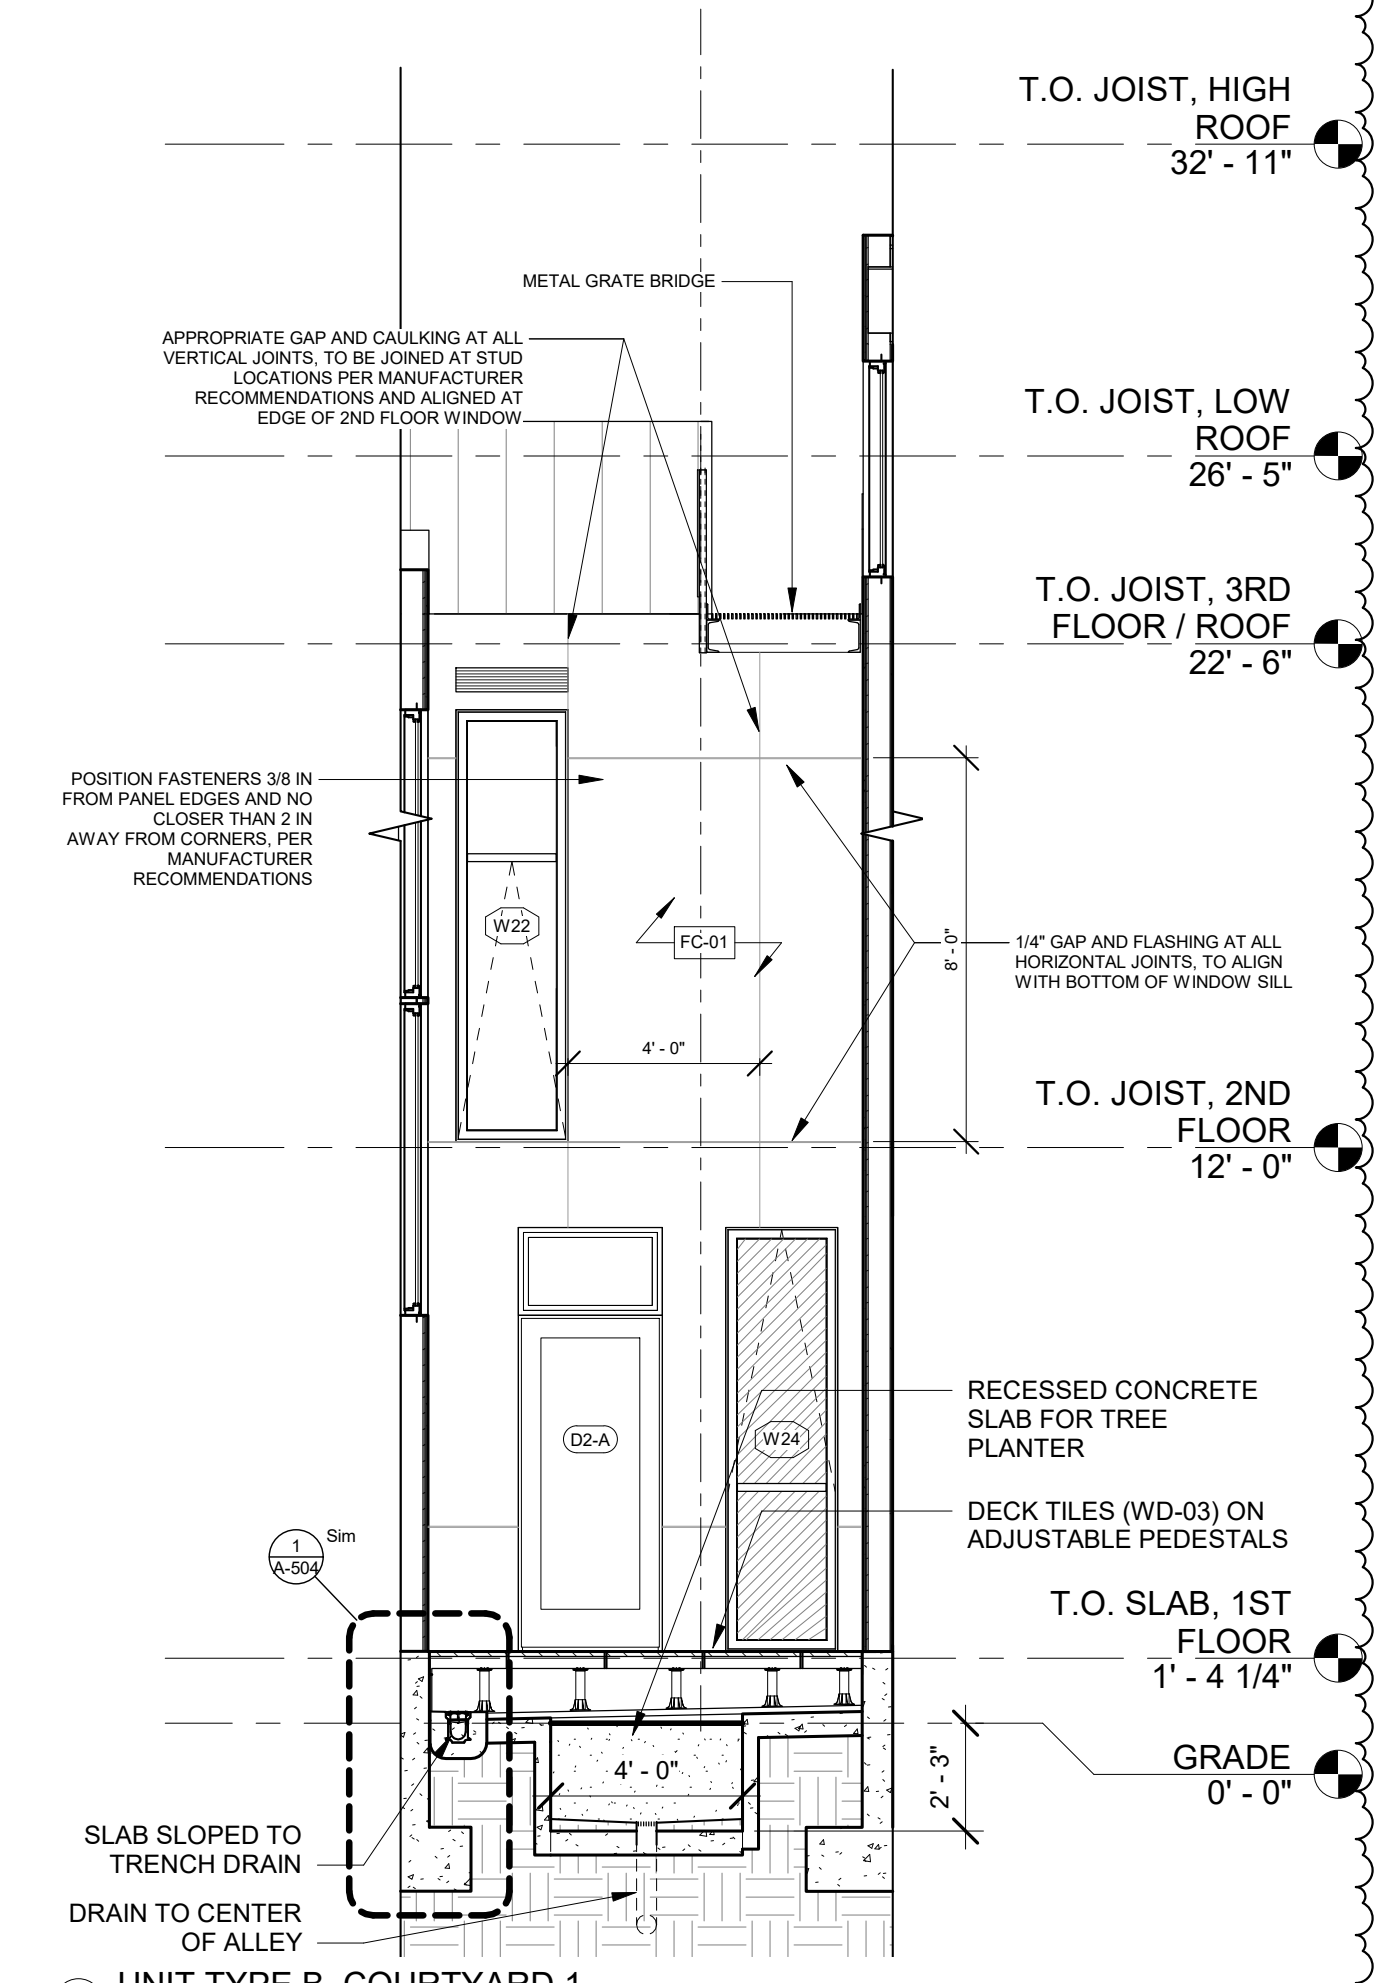 T.O. JOIST, HIGH
ROOF
32' - 11"
METAL GRATE BRIDGE
APPROPRIATE GAP AND CAULKING AT ALL
VERTICAL JOINTS, TO BE JOINED AT STUD
LOCATIONS PER MANUFACTURER
RECOMMENDATIONS AND ALIGNED AT
EDGE OF 2ND FLOOR WINDOW
T.O. JOIST, LOW
ROOF
26' - 5"
T.O. JOIST, 3RD
FLOOR / ROOF
22' - 6"
POSITION FASTENERS 3/8 IN
FROM PANEL EDGES AND NO
CLOSER THAN 2 IN
AWAY FROM CORNERS, PER
MANUFACTURER
RECOMMENDATIONS
W22
FC-01
8' - 0"
1/4" GAP AND FLASHING AT ALL
HORIZONTAL JOINTS, TO ALIGN
WITH BOTTOM OF WINDOW SILL
4' - 0"
T.O. JOIST, 2ND
FLOOR
12' - 0"
RECESSED CONCRETE
SLAB FOR TREE
PLANTER
D2-A
W24
DECK TILES (WD-03) ON
ADJUSTABLE PEDESTALS
1
A-504
Sim
T.O. SLAB, 1ST
FLOOR
1' - 4 1/4"
4' - 0"
2' - 3"
GRADE
0' - 0"
SLAB SLOPED TO
TRENCH DRAIN
DRAIN TO CENTER
OF ALLEY
UNIT TYPE B, COURTYARD 1